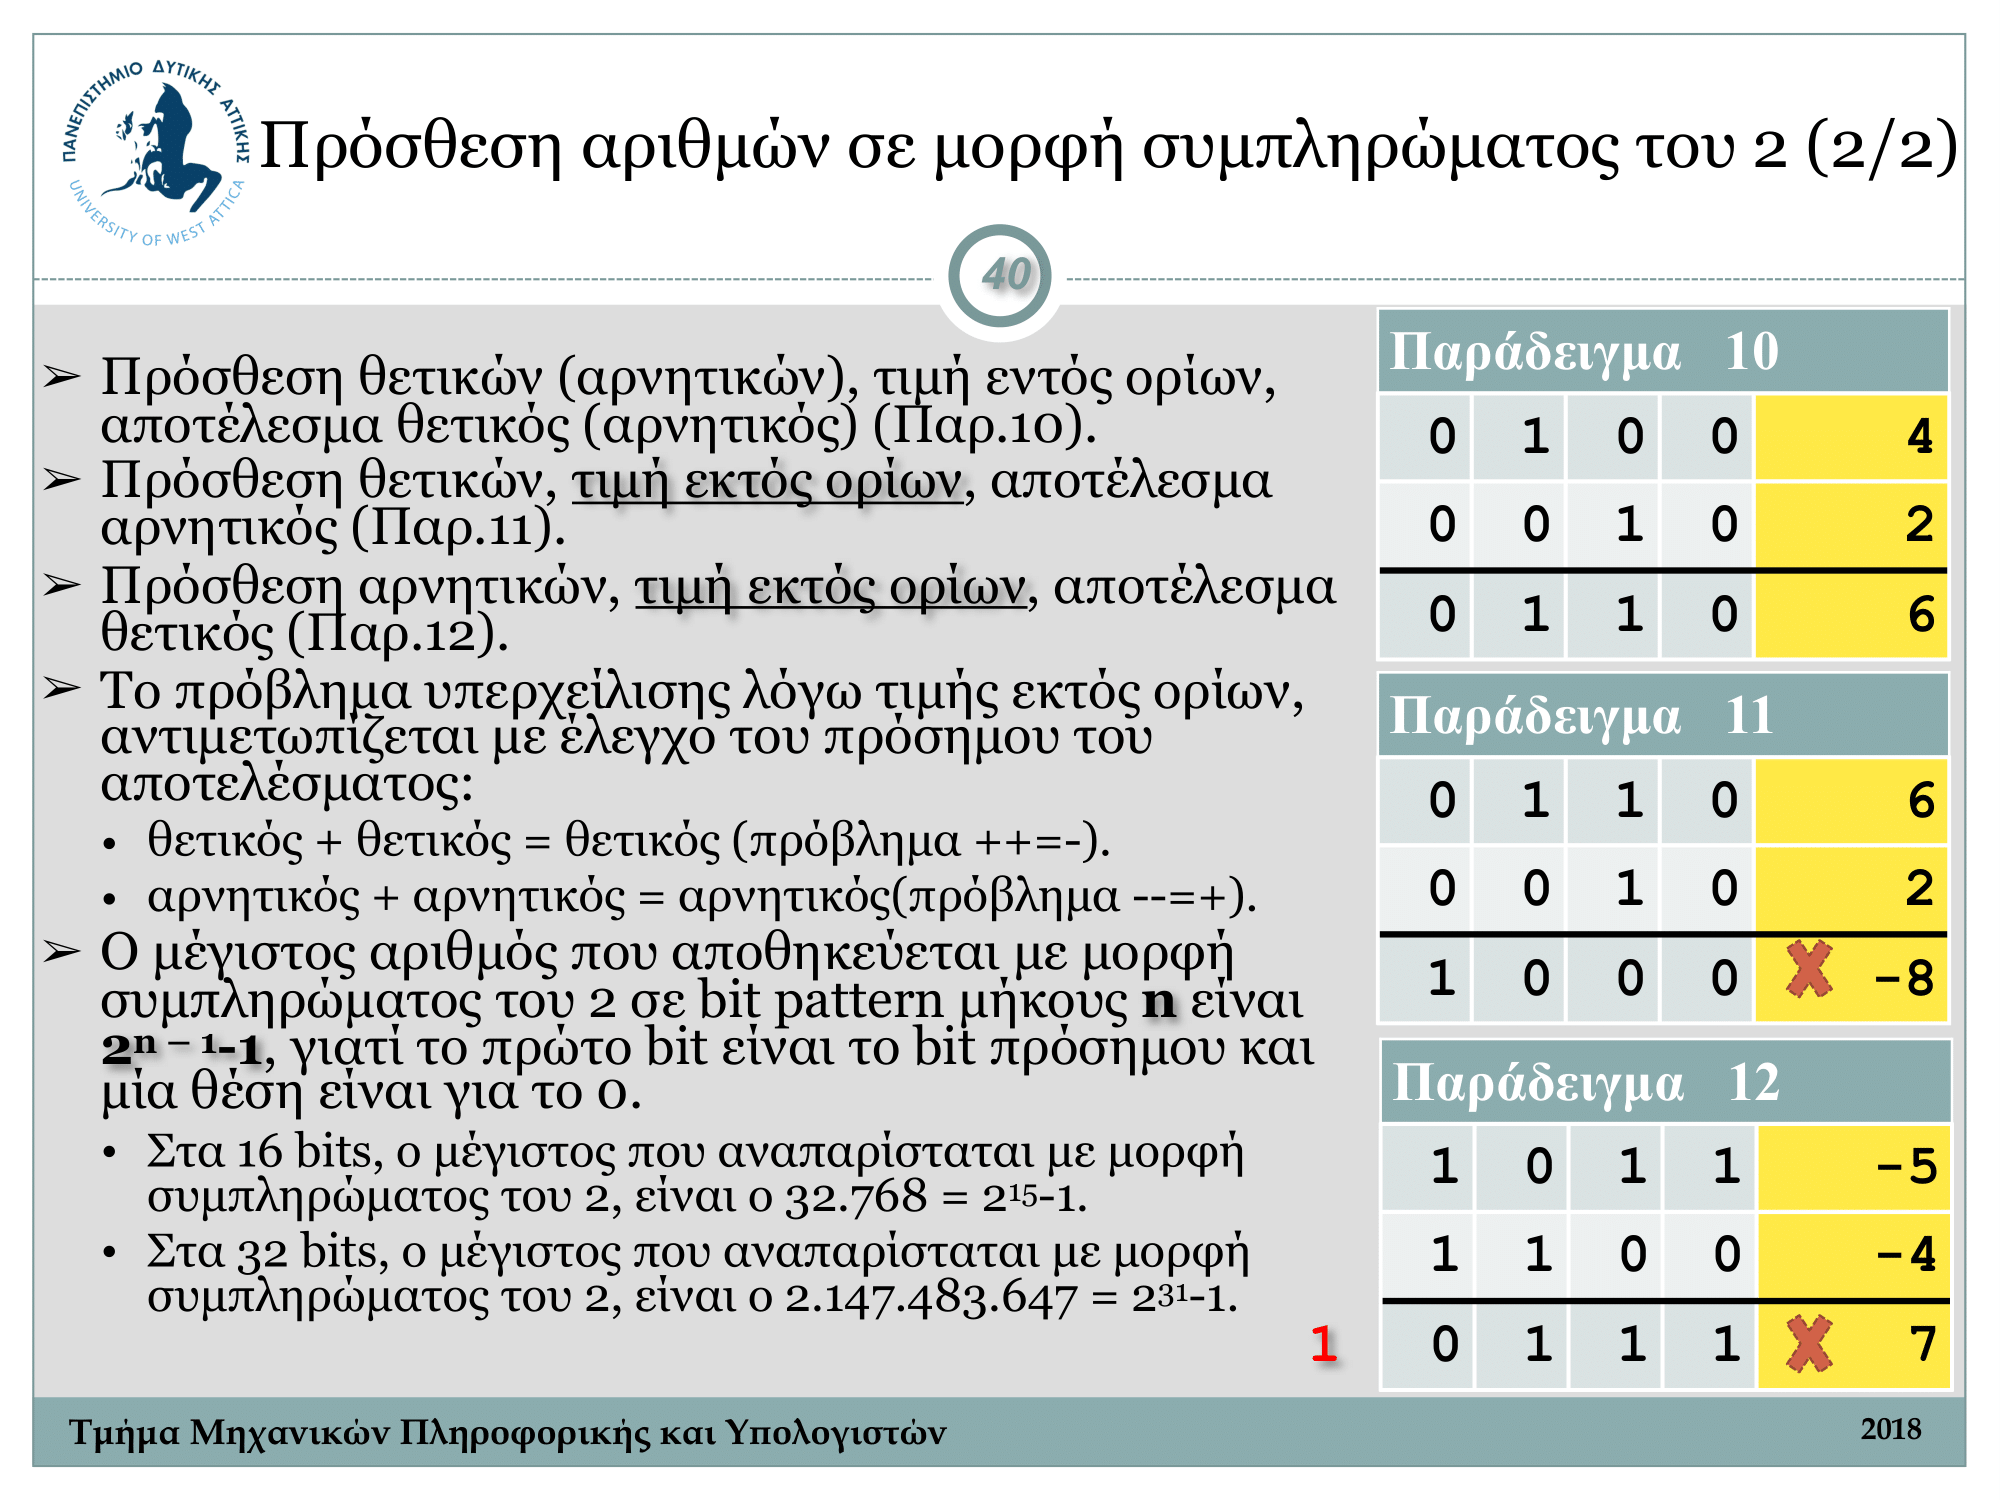 ΠΑΝΕΠΙΣΤΗΜΙΟ ΔΥΤΙΚΗΣ ΑΤΤΙΚΗΣ
UNIVERSITY OF WEST ATTICA
Πρόσθεση αριθμών σε μορφή συμπληρώματος του 2 (2/2)
40
➢ Πρόσθεση θετικών (αρνητικών), τιμή εντός ορίων,
αποτέλεσμα θετικός (αρνητικός) (Παρ.10).
➢ Πρόσθεση θετικών, τιμή εκτός ορίων, αποτέλεσμα
αρνητικός (Παρ.11).
➢ Πρόσθεση αρνητικών, τιμή εκτός ορίων, αποτέλεσμα
θετικός (Παρ.12).
➢ Το πρόβλημα υπερχείλισης λόγω τιμής εκτός ορίων,
αντιμετωπίζεται με έλεγχο του πρόσημου του
αποτελέσματος:
• θετικός + θετικός = θετικός (πρόβλημα ++=-).
• αρνητικός + αρνητικός = αρνητικός(πρόβλημα --=+).
➢ Ο μέγιστος αριθμός που αποθηκεύεται με μορφή
συμπληρώματος του 2 σε bit pattern μήκους n είναι
2ⁿ ⁻ ¹-1, γιατί το πρώτο bit είναι το bit πρόσημου και
μία θέση είναι για το 0.
• Στα 16 bits, ο μέγιστος που αναπαρίσταται με μορφή
συμπληρώματος του 2, είναι ο 32.768 = 2¹⁵-1.
• Στα 32 bits, ο μέγιστος που αναπαρίσταται με μορφή
συμπληρώματος του 2, είναι ο 2.147.483.647 = 2³¹-1.
Παράδειγμα 10
0 1 0 0 4
0 0 1 0 2
0 1 1 0 6
Παράδειγμα 11
0 1 1 0 6
0 0 1 0 2
1 0 0 0 -8
Παράδειγμα 12
1 0 1 1 -5
1 1 0 0 -4
1 0 1 1 1 7
Τμήμα Μηχανικών Πληροφορικής και Υπολογιστών
2018